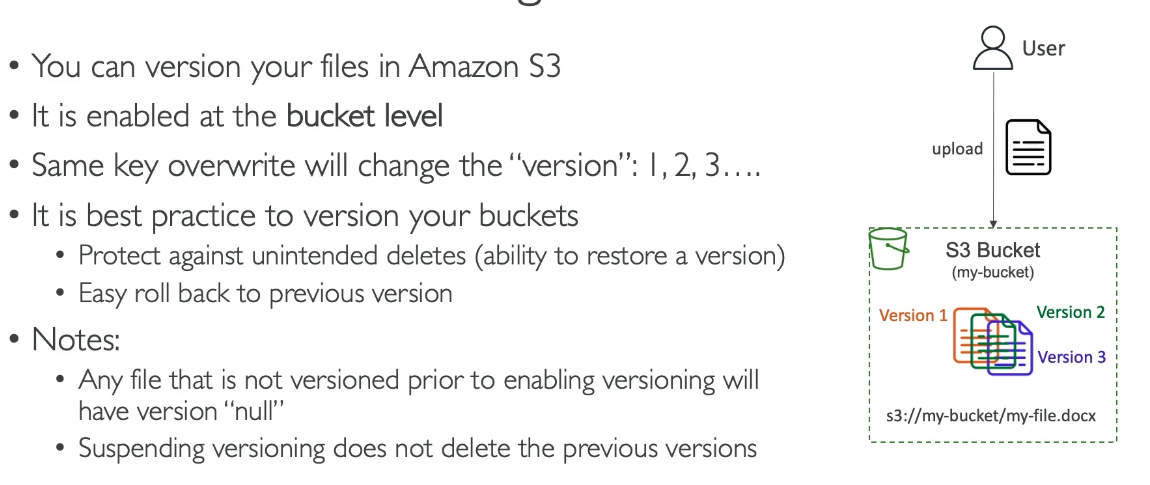 • You can version your files in Amazon S3
• It is enabled at the bucket level
• Same key overwrite will change the “version”: 1, 2, 3….
• It is best practice to version your buckets
• Protect against unintended deletes (ability to restore a version)
• Easy roll back to previous version
• Notes:
• Any file that is not versioned prior to enabling versioning will
have version “null”
• Suspending versioning does not delete the previous versions
User
upload
S3 Bucket
(my-bucket)
Version 1
Version 2
Version 3
s3://my-bucket/my-file.docx